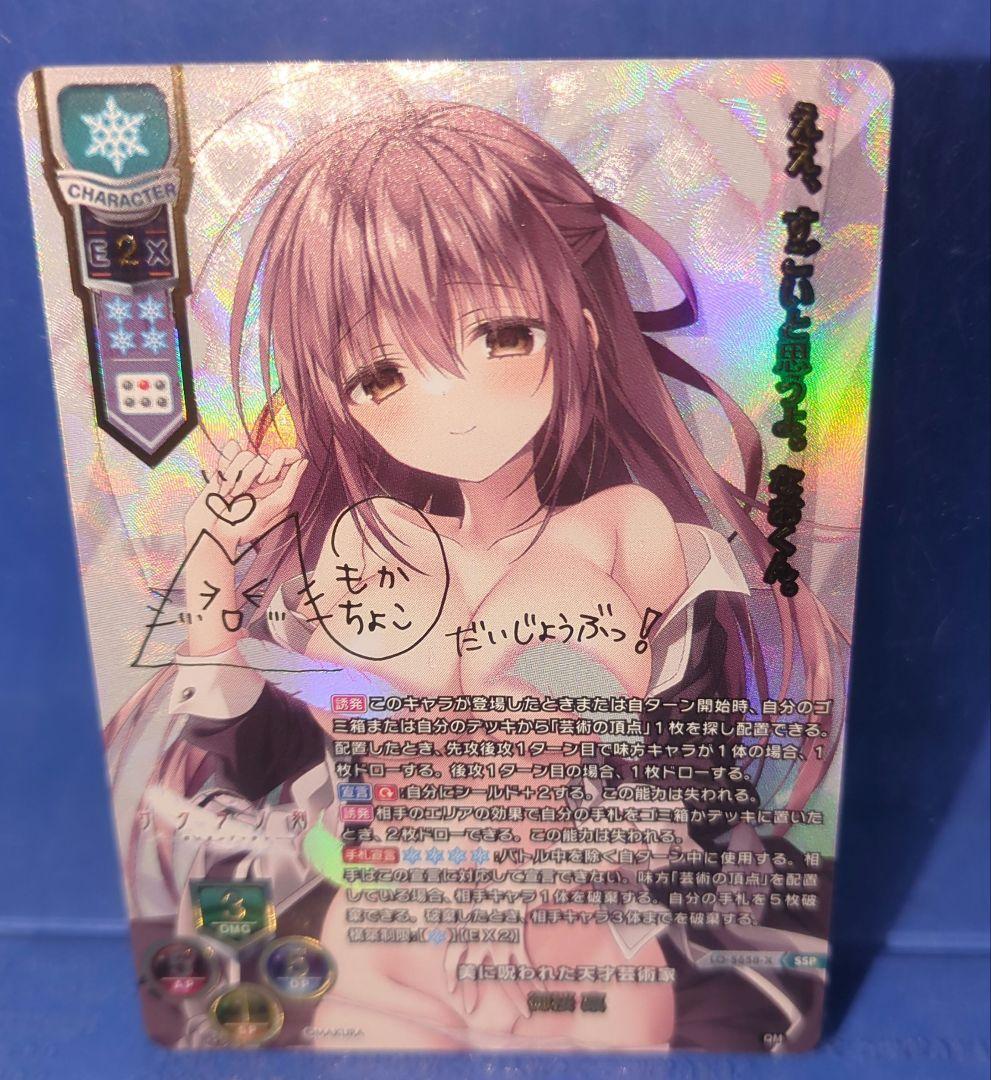 CHARACTER
E 2 X
ええ、すごいと思うよ。なおくん。
もか
ちょこ
だいじょうぶっ!
誘発 このキャラが登場したときまたは自ターン開始時、自分のゴ
ミ箱または自分のデッキから「芸術の頂点」1枚を探し配置できる。
配置したとき、先攻後攻1ターン目で味方キャラが1体の場合、1
枚ドローする。後攻1ターン目の場合、1枚ドローする。
宣言 :自分にシールド+2する。この能力は失われる。
誘発 相手のエリアの効果で自分の手札をゴミ箱かデッキに置いた
とき、2枚ドローできる。この能力は失われる。
手札宣言 :バトル中を除く自ターン中に使用する。相
手はこの宣言に対応して宣言できない。味方「芸術の頂点」を配置
している場合、相手キャラ1体を破棄する。自分の手札を5枚破
棄できる。破棄したとき、相手キャラ3体までを破棄する。
構築制限:【 】【EX2】
3
DMG
AP
DP
SP
LO-5658-X SSP
美に呪われた天才芸術家
©MAKURA